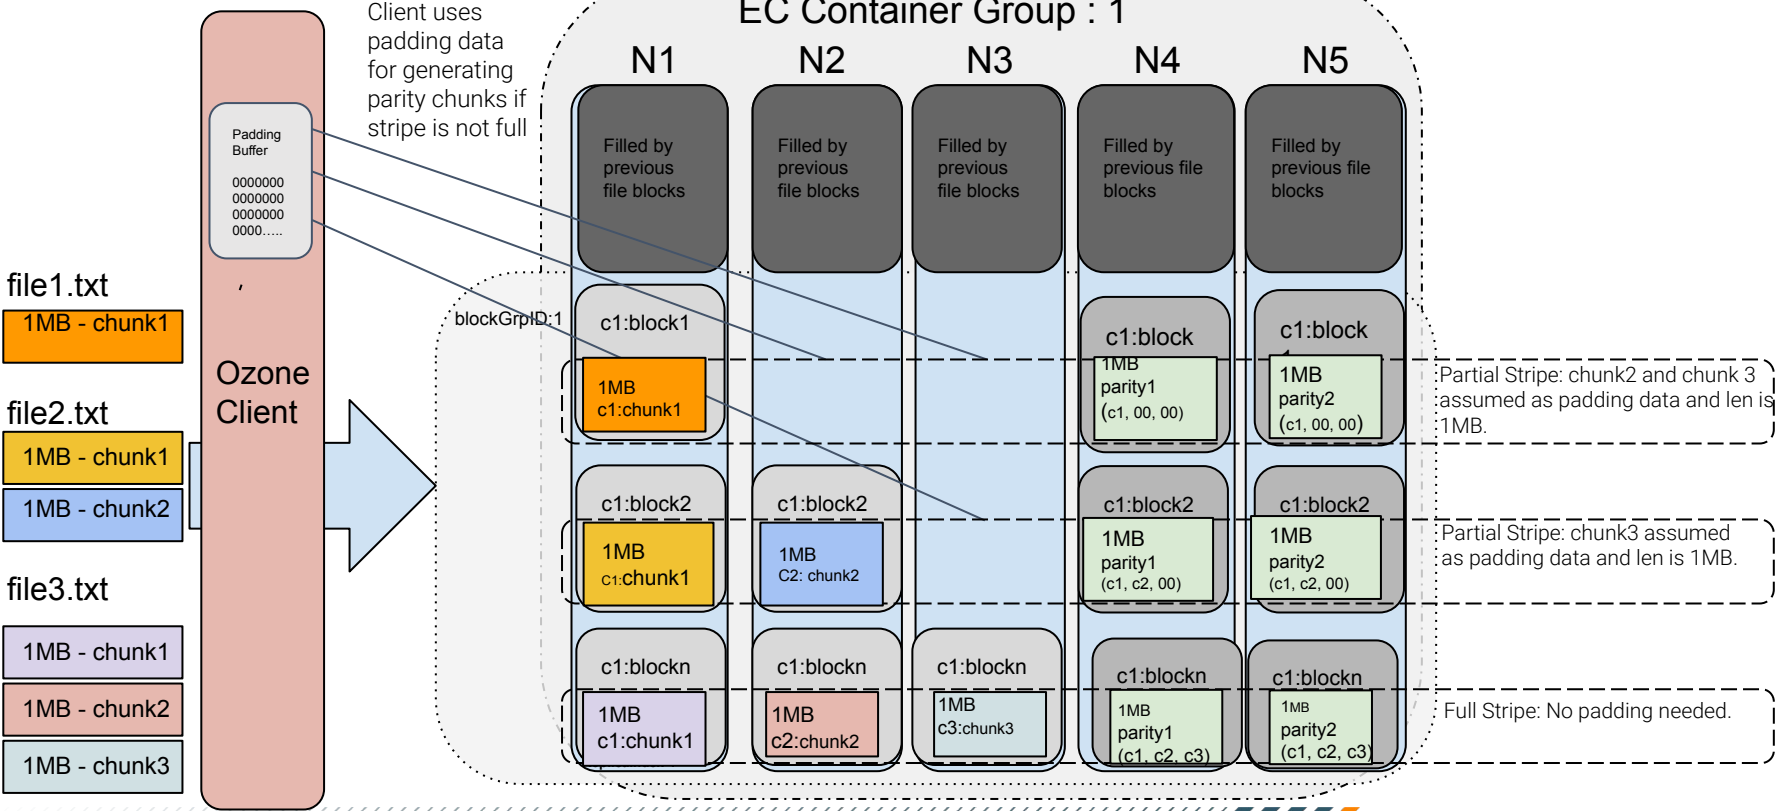 Client uses
padding data
for generating
parity chunks if
stripe is not full
EC Container Group : 1
N1
N2
N3
N4
N5
Padding
Buffer
0000000
0000000
0000000
0000.....
Filled by
previous
file blocks
Filled by
previous
file blocks
Filled by
previous
file blocks
Filled by
previous file
blocks
Filled by
previous file
blocks
file1.txt
1MB - chunk1
file2.txt
1MB - chunk1
1MB - chunk2
file3.txt
1MB - chunk1
1MB - chunk2
1MB - chunk3
,
Ozone
Client
blockGrpID:1
c1:block1
1MB
c1:chunk1
c1:block
1MB
parity1
(c1, 00, 00)
c1:block
1MB
parity2
(c1, 00, 00)
Partial Stripe: chunk2 and chunk 3
assumed as padding data and len is
1MB.
c1:block2
1MB
C1:chunk1
c1:block2
1MB
C2: chunk2
c1:block2
1MB
parity1
(c1, c2, 00)
c1:block2
1MB
parity2
(c1, c2, 00)
Partial Stripe: chunk3 assumed
as padding data and len is 1MB.
c1:blockn
1MB
c1:chunk1
c1:blockn
1MB
c2:chunk2
c1:blockn
1MB
c3:chunk3
c1:blockn
1MB
parity1
(c1, c2, c3)
c1:blockn
1MB
parity2
(c1, c2, c3)
Full Stripe: No padding needed.